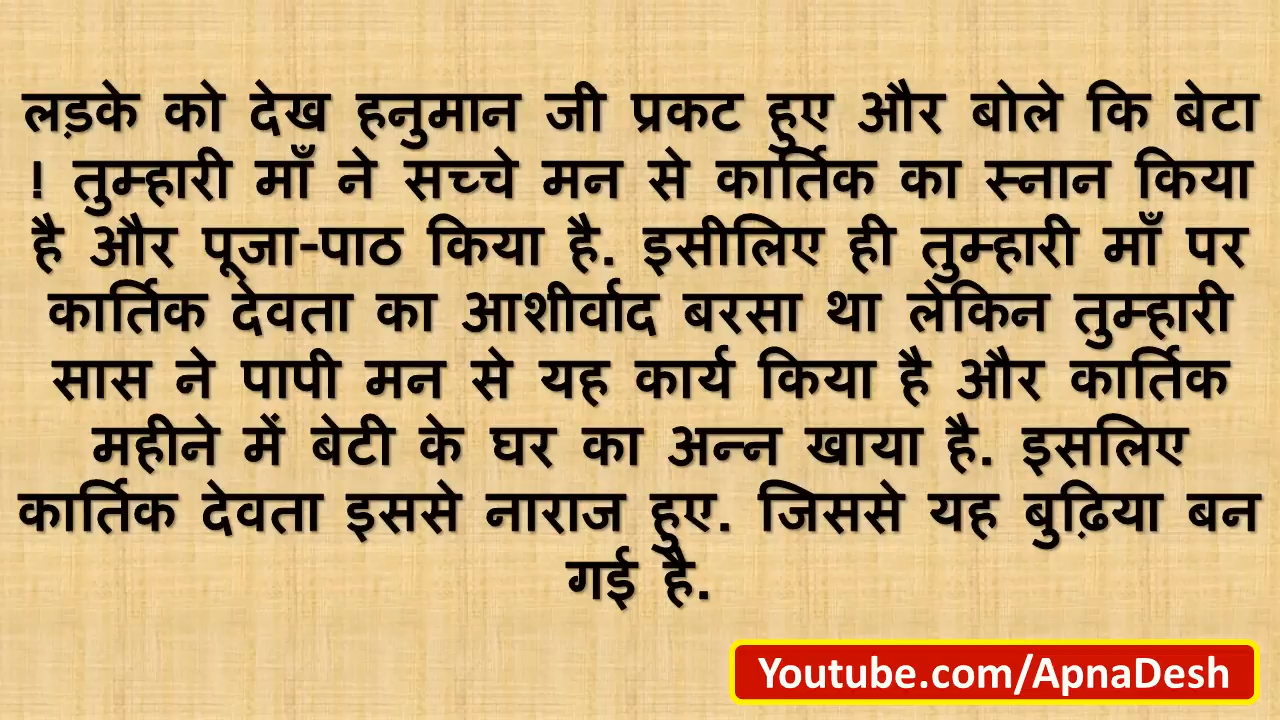 लड़के को देख हनुमान जी प्रकट हुए और बोले कि बेटा
! तुम्हारी माँ ने सच्चे मन से कार्तिक का स्नान किया
है और पूजा-पाठ किया है. इसीलिए ही तुम्हारी माँ पर
कार्तिक देवता का आशीर्वाद बरसा था लेकिन तुम्हारी
सास ने पापी मन से यह कार्य किया है और कार्तिक
महीने में बेटी के घर का अन्न खाया है. इसलिए
कार्तिक देवता इससे नाराज हुए. जिससे यह बुढ़िया बन
गई है.
Youtube.com/ApnaDesh